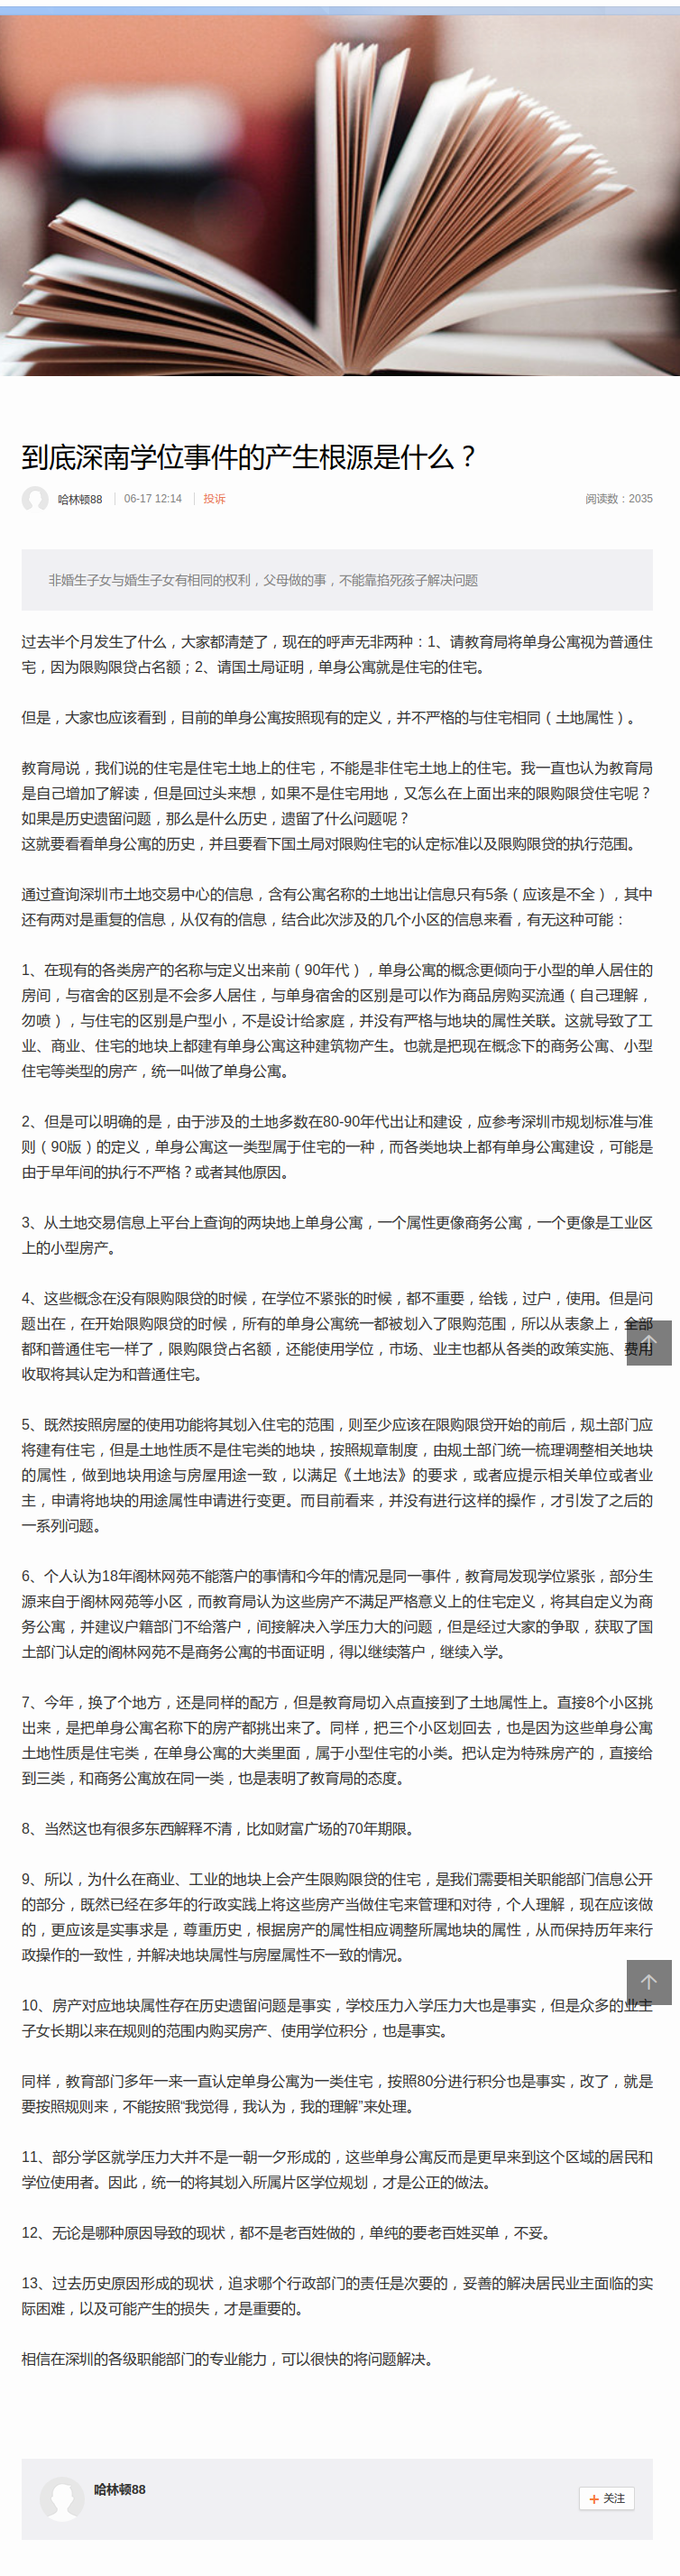 到底深南学位事件的产生根源是什么？
哈林顿88 06-17 12:14 投诉 阅读数：2035
非婚生子女与婚生子女有相同的权利，父母做的事，不能靠掐死孩子解决问题
过去半个月发生了什么，大家都清楚了，现在的呼声无非两种：1、请教育局将单身公寓视为普通住
宅，因为限购限贷占名额；2、请国土局证明，单身公寓就是住宅的住宅。
但是，大家也应该看到，目前的单身公寓按照现有的定义，并不严格的与住宅相同（土地属性）。
教育局说，我们说的住宅是住宅土地上的住宅，不能是非住宅土地上的住宅。我一直也认为教育局
是自己增加了解读，但是回过头来想，如果不是住宅用地，又怎么在上面出来的限购限贷住宅呢？
如果是历史遗留问题，那么是什么历史，遗留了什么问题呢？
这就要看看单身公寓的历史，并且要看下国土局对限购住宅的认定标准以及限购限贷的执行范围。
通过查询深圳市土地交易中心的信息，含有公寓名称的土地出让信息只有5条（应该是不全），其中
还有两对是重复的信息，从仅有的信息，结合此次涉及的几个小区的信息来看，有无这种可能：
1、在现有的各类房产的名称与定义出来前（90年代），单身公寓的概念更倾向于小型的单人居住的
房间，与宿舍的区别是不会多人居住，与单身宿舍的区别是可以作为商品房购买流通（自己理解，
勿喷），与住宅的区别是户型小，不是设计给家庭，并没有严格与地块的属性关联。这就导致了工
业、商业、住宅的地块上都建有单身公寓这种建筑物产生。也就是把现在概念下的商务公寓、小型
住宅等类型的房产，统一叫做了单身公寓。
2、但是可以明确的是，由于涉及的土地多数在80-90年代出让和建设，应参考深圳市规划标准与准
则（90版）的定义，单身公寓这一类型属于住宅的一种，而各类地块上都有单身公寓建设，可能是
由于早年间的执行不严格？或者其他原因。
3、从土地交易信息上平台上查询的两块地上单身公寓，一个属性更像商务公寓，一个更像是工业区
上的小型房产。
4、这些概念在没有限购限贷的时候，在学位不紧张的时候，都不重要，给钱，过户，使用。但是问
题出在，在开始限购限贷的时候，所有的单身公寓统一都被划入了限购范围，所以从表象上，全部
都和普通住宅一样了，限购限贷占名额，还能使用学位，市场、业主也都从各类的政策实施、费用
收取将其认定为和普通住宅。
5、既然按照房屋的使用功能将其划入住宅的范围，则至少应该在限购限贷开始的前后，规土部门应
将建有住宅，但是土地性质不是住宅类的地块，按照规章制度，由规土部门统一梳理调整相关地块
的属性，做到地块用途与房屋用途一致，以满足《土地法》的要求，或者应提示相关单位或者业
主，申请将地块的用途属性申请进行变更。而目前看来，并没有进行这样的操作，才引发了之后的
一系列问题。
6、个人认为18年阁林网苑不能落户的事情和今年的情况是同一事件，教育局发现学位紧张，部分生
源来自于阁林网苑等小区，而教育局认为这些房产不满足严格意义上的住宅定义，将其自定义为商
务公寓，并建议户籍部门不给落户，间接解决入学压力大的问题，但是经过大家的争取，获取了国
土部门认定的阁林网苑不是商务公寓的书面证明，得以继续落户，继续入学。
7、今年，换了个地方，还是同样的配方，但是教育局切入点直接到了土地属性上。直接8个小区挑
出来，是把单身公寓名称下的房产都挑出来了。同样，把三个小区划回去，也是因为这些单身公寓
土地性质是住宅类，在单身公寓的大类里面，属于小型住宅的小类。把认定为特殊房产的，直接给
到三类，和商务公寓放在同一类，也是表明了教育局的态度。
8、当然这也有很多东西解释不清，比如财富广场的70年期限。
9、所以，为什么在商业、工业的地块上会产生限购限贷的住宅，是我们需要相关职能部门信息公开
的部分，既然已经在多年的行政实践上将这些房产当做住宅来管理和对待，个人理解，现在应该做
的，更应该是实事求是，尊重历史，根据房产的属性相应调整所属地块的属性，从而保持历年来行
政操作的一致性，并解决地块属性与房屋属性不一致的情况。
10、房产对应地块属性存在历史遗留问题是事实，学校压力入学压力大也是事实，但是众多的业主
子女长期以来在规则的范围内购买房产、使用学位积分，也是事实。
同样，教育部门多年一来一直认定单身公寓为一类住宅，按照80分进行积分也是事实，改了，就是
要按照规则来，不能按照“我觉得，我认为，我的理解”来处理。
11、部分学区就学压力大并不是一朝一夕形成的，这些单身公寓反而是更早来到这个区域的居民和
学位使用者。因此，统一的将其划入所属片区学位规划，才是公正的做法。
12、无论是哪种原因导致的现状，都不是老百姓做的，单纯的要老百姓买单，不妥。
13、过去历史原因形成的现状，追求哪个行政部门的责任是次要的，妥善的解决居民业主面临的实
际困难，以及可能产生的损失，才是重要的。
相信在深圳的各级职能部门的专业能力，可以很快的将问题解决。
哈林顿88
+ 关注